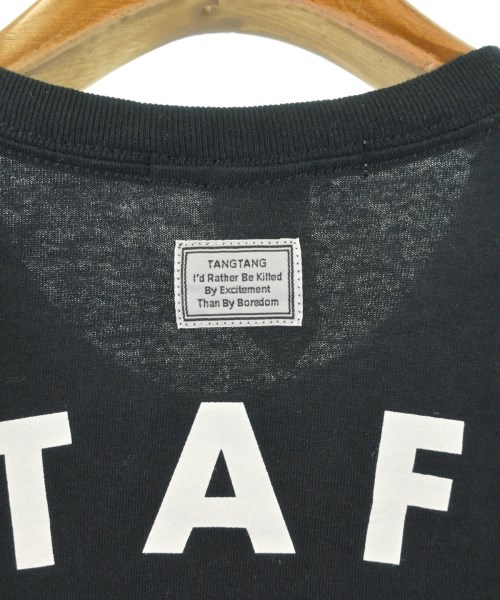 TANGTANG
I'd Rather Be Killed
By Excitement
Than By Boredom
TAF